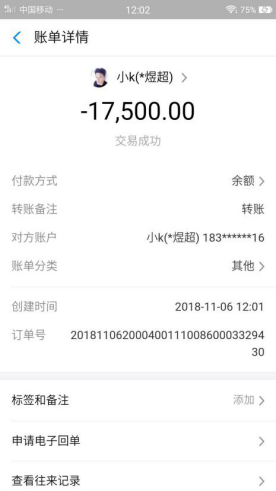 中国移动 ... 12:02 75%
账单详情
小k(*煜超)
-17,500.00
交易成功
付款方式 余额
转账备注 转账
对方账户 小k(*煜超) 183******16
账单分类 其他
创建时间 2018-11-06 12:01
订单号 20181106200040011100860003329​4
30
标签和备注 添加
申请电子回单
查看往来记录